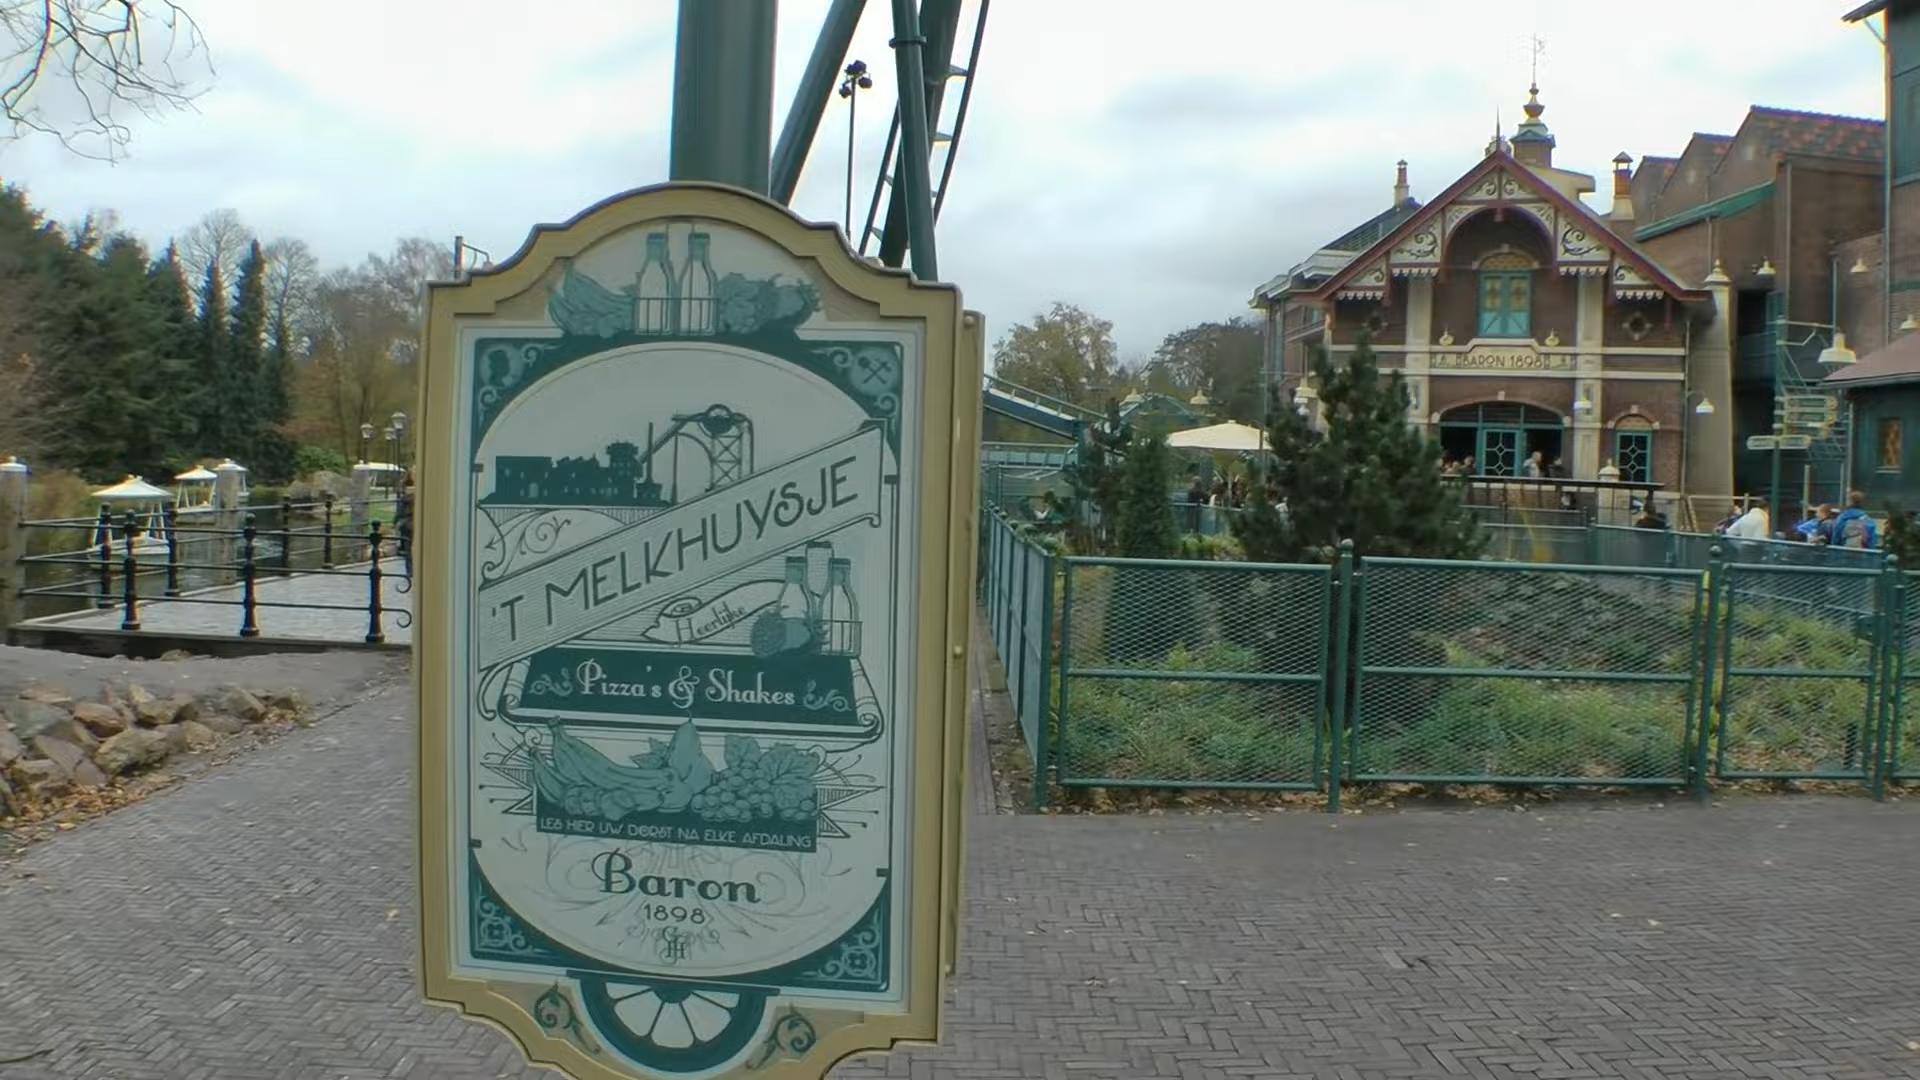 'T MELKHUYSJE
Heerlijke
Pizza's & Shakes
LES HIER UW DORST NA ELKE AFDALING
Baron
1898
BARON 1898